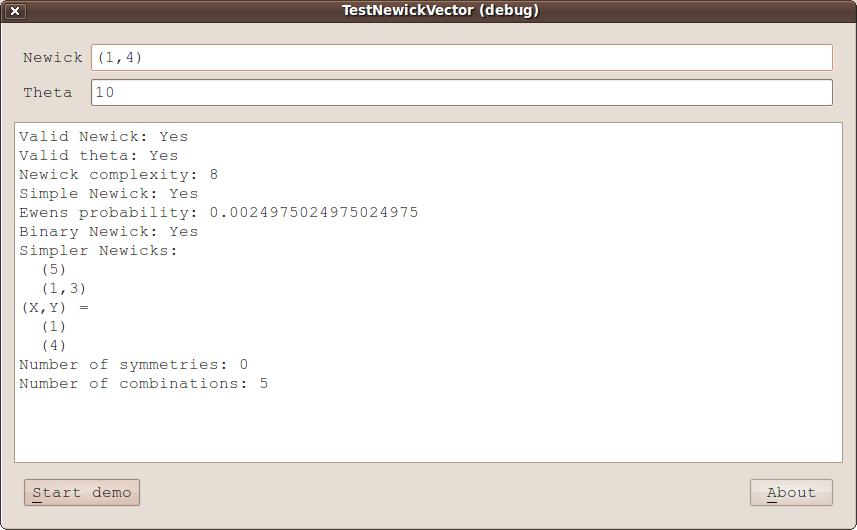 TestNewickVector (debug)
Newick (1,4)
Theta 10
Valid Newick: Yes
Valid theta: Yes
Newick complexity: 8
Simple Newick: Yes
Ewens probability: 0.0024975024975024975
Binary Newick: Yes
Simpler Newicks:
  (5)
  (1,3)
(X,Y) =
  (1)
  (4)
Number of symmetries: 0
Number of combinations: 5
Start demo About